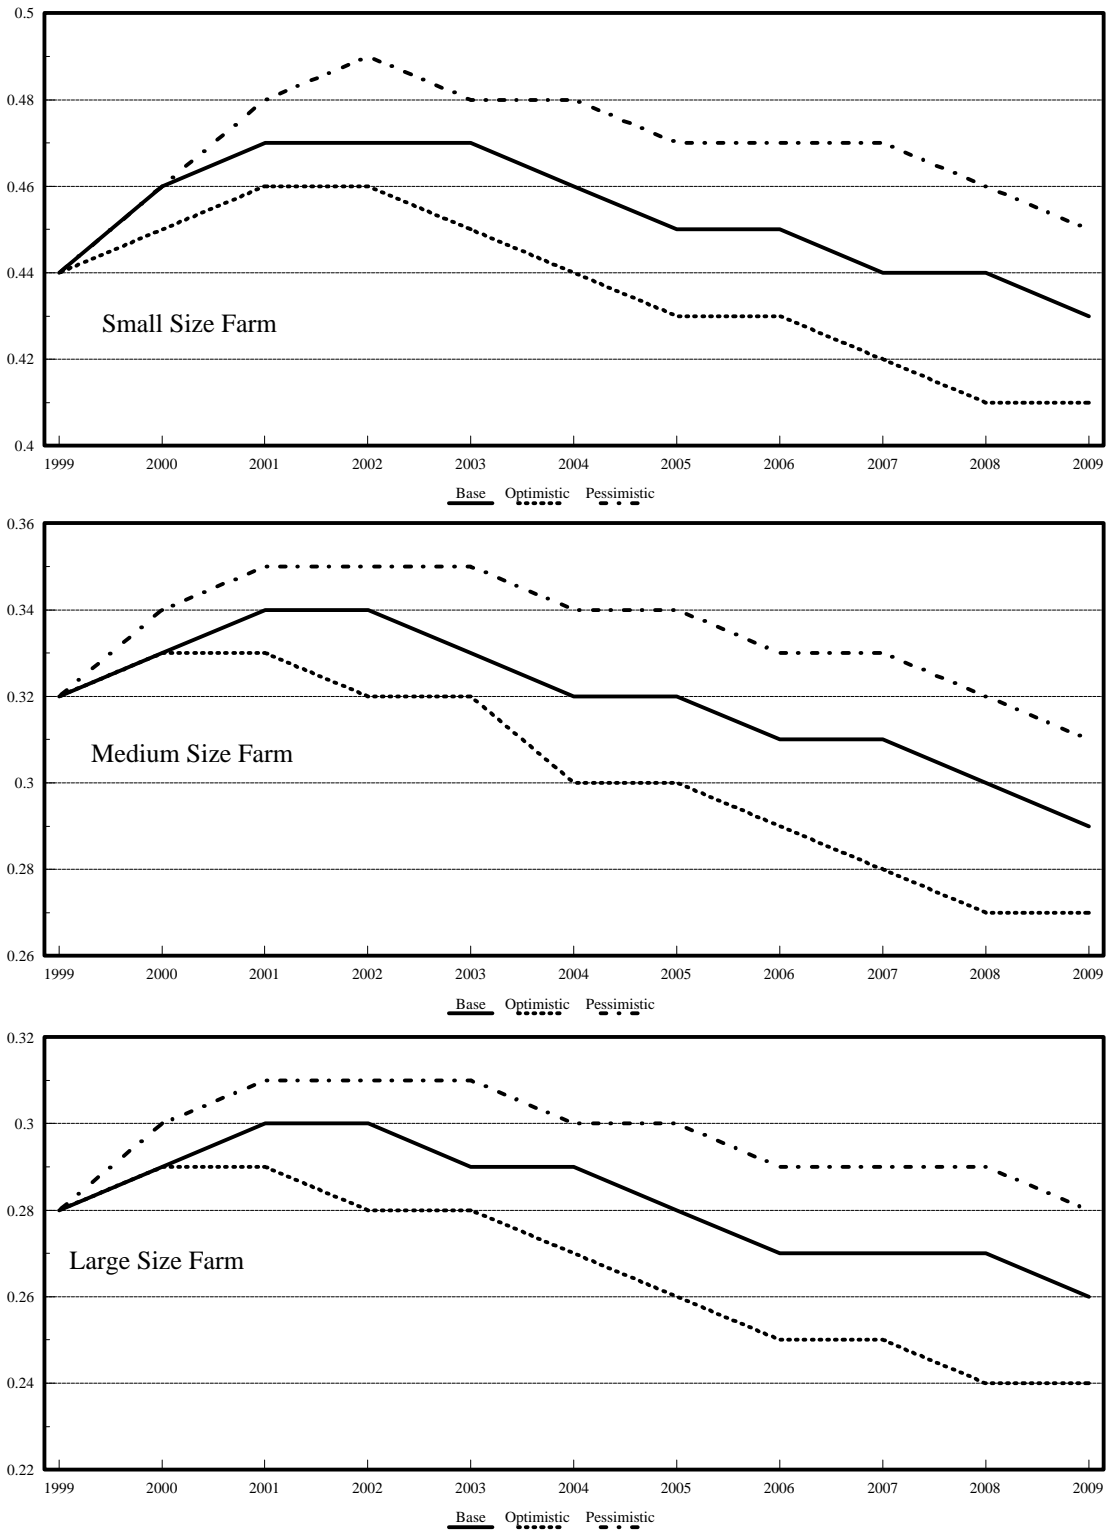 0.5
0.48
0.46
0.44
Small Size Farm
0.42
0.4
1999 2000 2001 2002 2003 2004 2005 2006 2007 2008 2009
Base Optimistic Pessimistic
0.36
0.34
0.32
Medium Size Farm
0.3
0.28
0.26
1999 2000 2001 2002 2003 2004 2005 2006 2007 2008 2009
Base Optimistic Pessimistic
0.32
0.3
0.28
Large Size Farm
0.26
0.24
0.22
1999 2000 2001 2002 2003 2004 2005 2006 2007 2008 2009
Base Optimistic Pessimistic